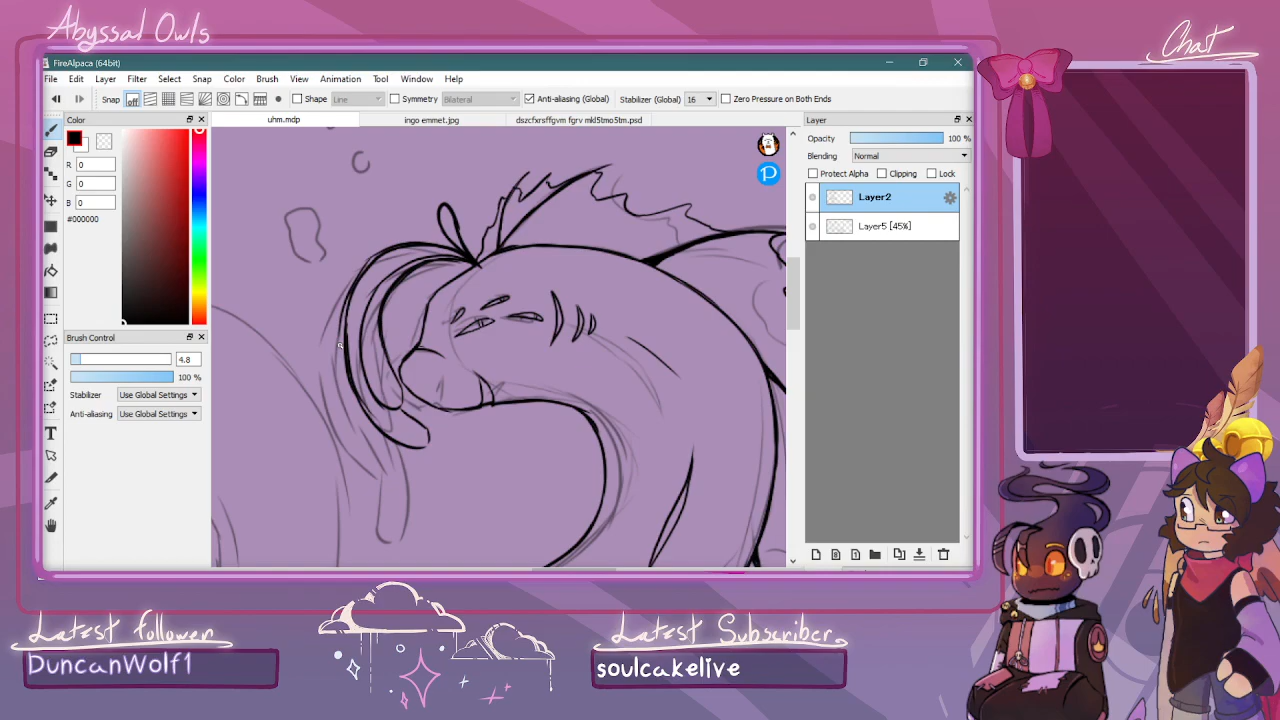 Abyssal Owls
Chat
FireAlpaca (64bit)
File Edit Layer Filter Select Snap Color Brush View Animation Tool Window Help
Snap off Shape Line Symmetry Bilateral Anti-aliasing (Global) Stabilizer (Global) 16 Zero Pressure on Both Ends
Color
uhm.mdp
ingo emmet.jpg
dszcfxrsffgvm fgrv mkl5tmo5tm.psd
Layer
R 0
G 0
B 0
#000000
Opacity 100 %
Blending Normal
Protect Alpha Clipping Lock
Layer2
Layer5 [45%]
Brush Control
4.8
100 %
Stabilizer Use Global Settings
Anti-aliasing Use Global Settings
Latest follower
DuncanWolf1
Latest Subscriber
soulcakelive